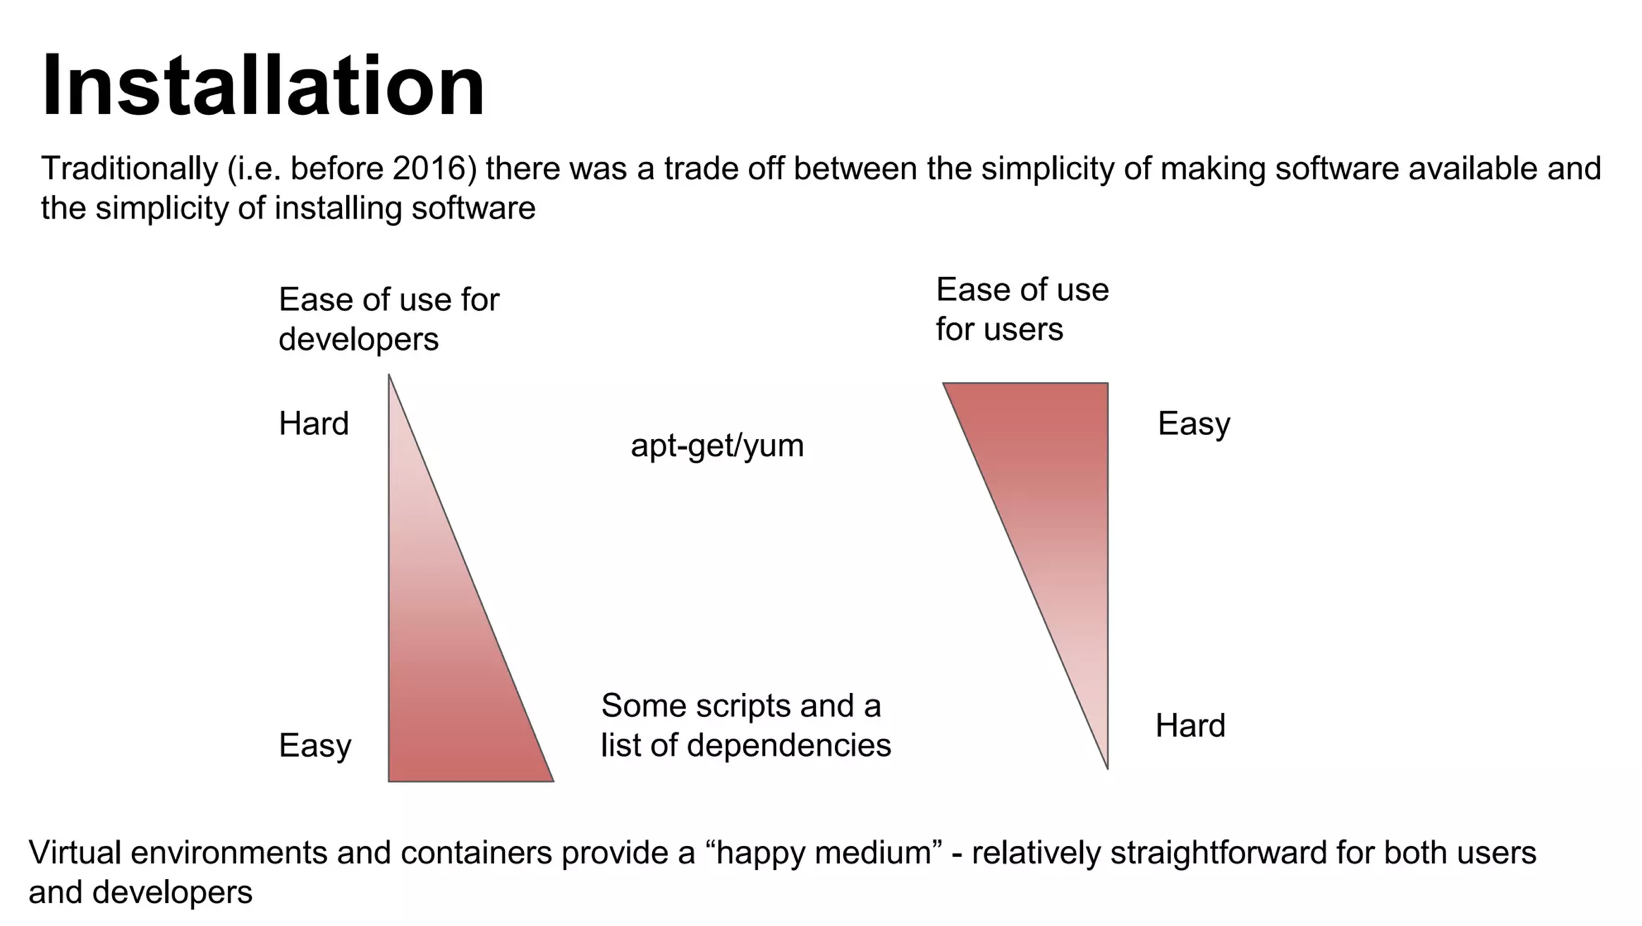 Installation
Traditionally (i.e. before 2016) there was a trade off between the simplicity of making software available and
the simplicity of installing software
Ease of use for
developers
Ease of use
for users
Hard
apt-get/yum
Easy
Some scripts and a
list of dependencies
Easy
Hard
Virtual environments and containers provide a “happy medium” - relatively straightforward for both users
and developers